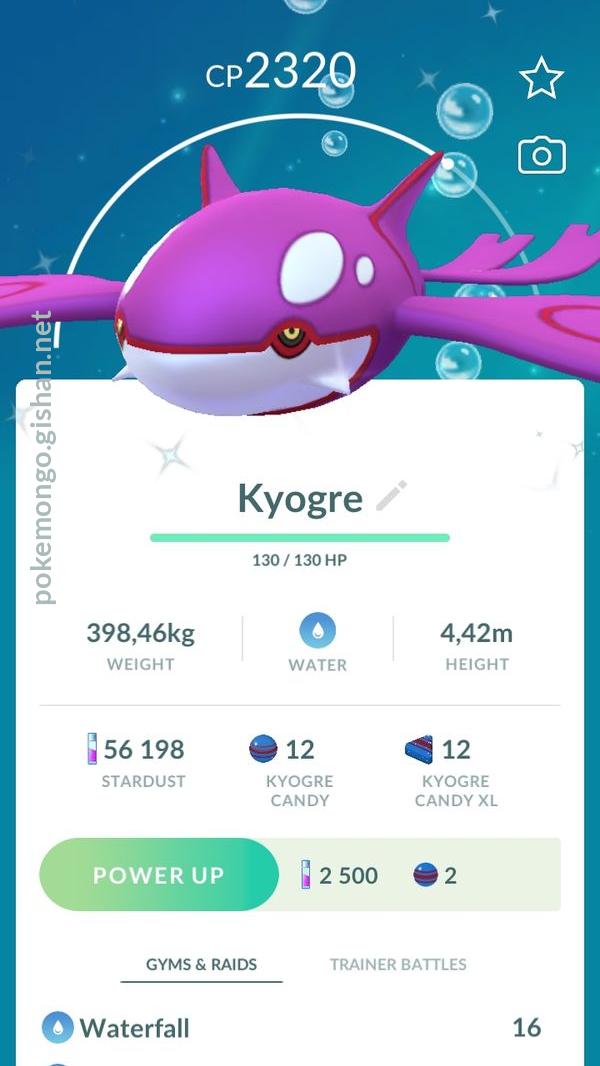 CP2320
pokemongo.gishan.net
Kyogre
130 / 130 HP
398,46kg
WEIGHT
WATER
4,42m
HEIGHT
56 198
STARDUST
12
KYOGRE
CANDY
12
KYOGRE
CANDY XL
POWER UP
2 500
2
GYMS & RAIDS
TRAINER BATTLES
Waterfall
16